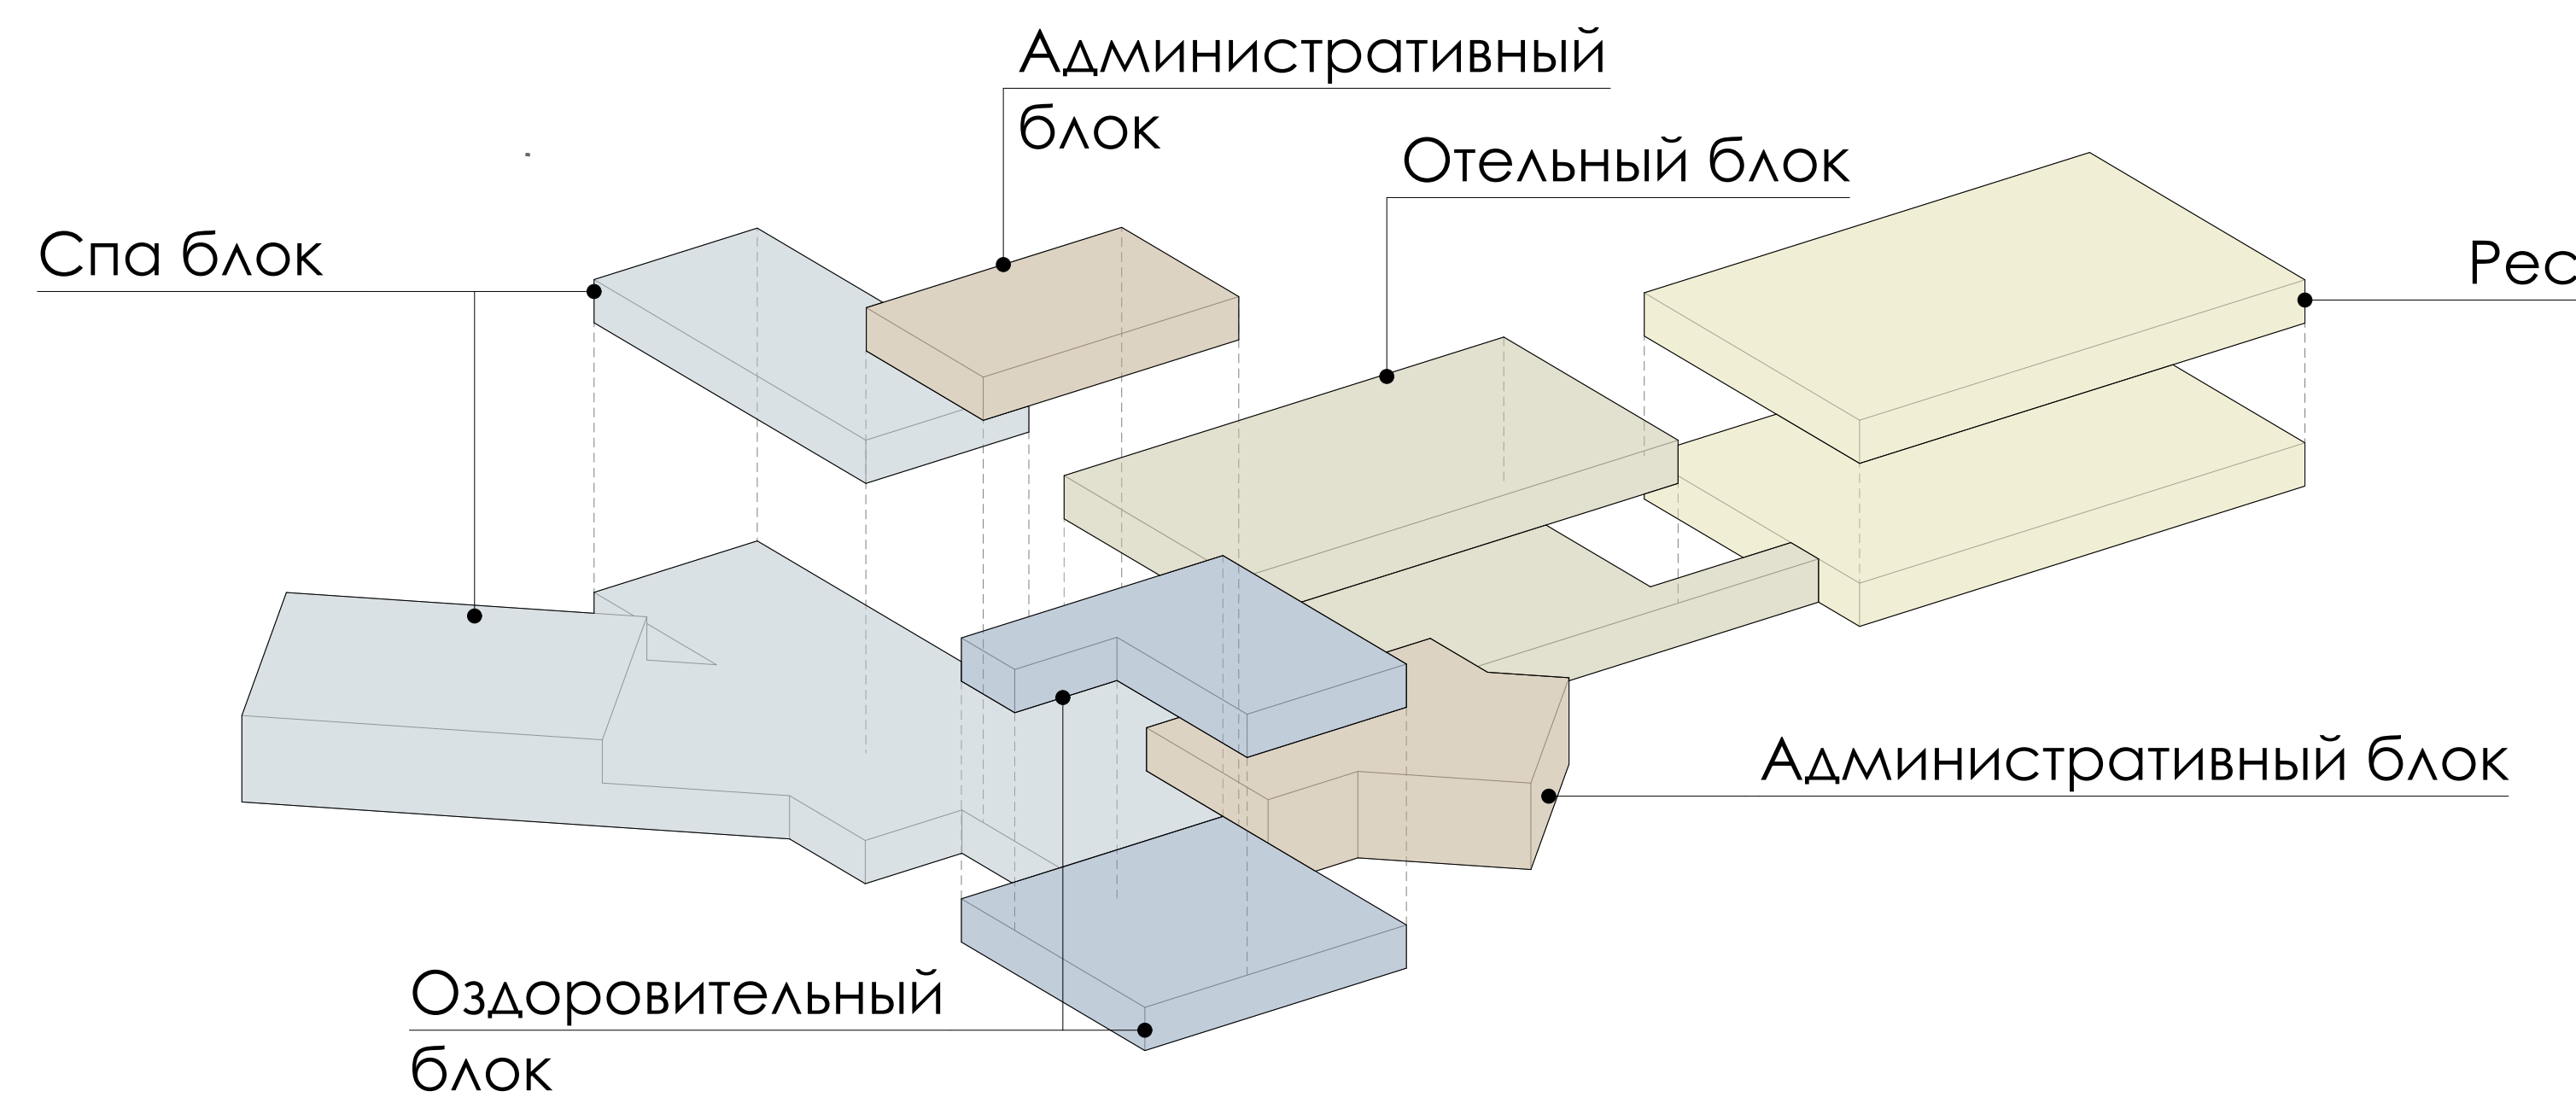 Административный
блок
Отельный блок
Спа блок
Рес
Административный блок
Оздоровительный
блок